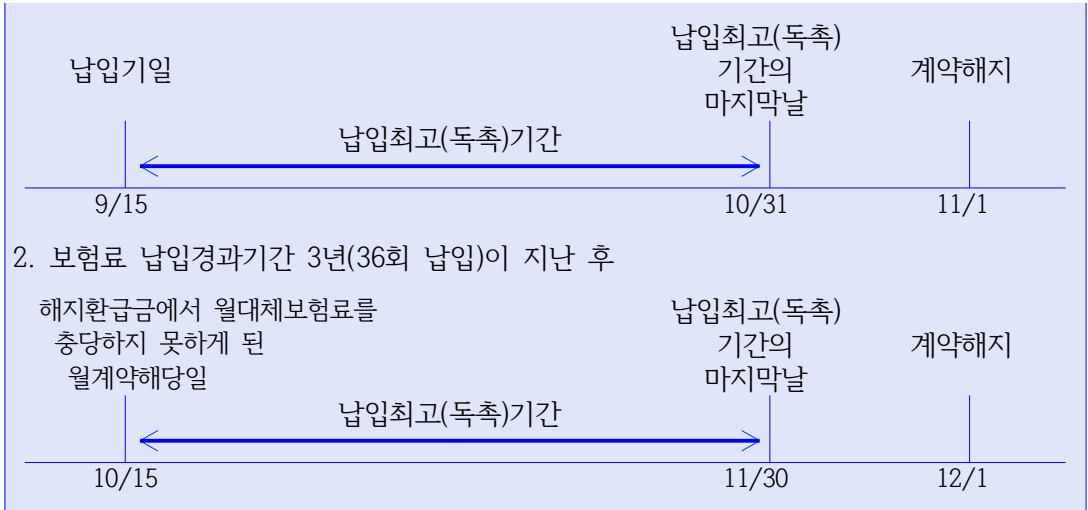 납입기일
납입최고(독촉)
기간의
마지막날
계약해지
납입최고(독촉)기간
9/15
10/31
11/1
2. 보험료 납입경과기간 3년(36회 납입)이 지난 후
해지환급금에서 월대체보험료를
충당하지 못하게 된
월계약해당일
납입최고(독촉)
기간의
마지막날
계약해지
납입최고(독촉)기간
10/15
11/30
12/1